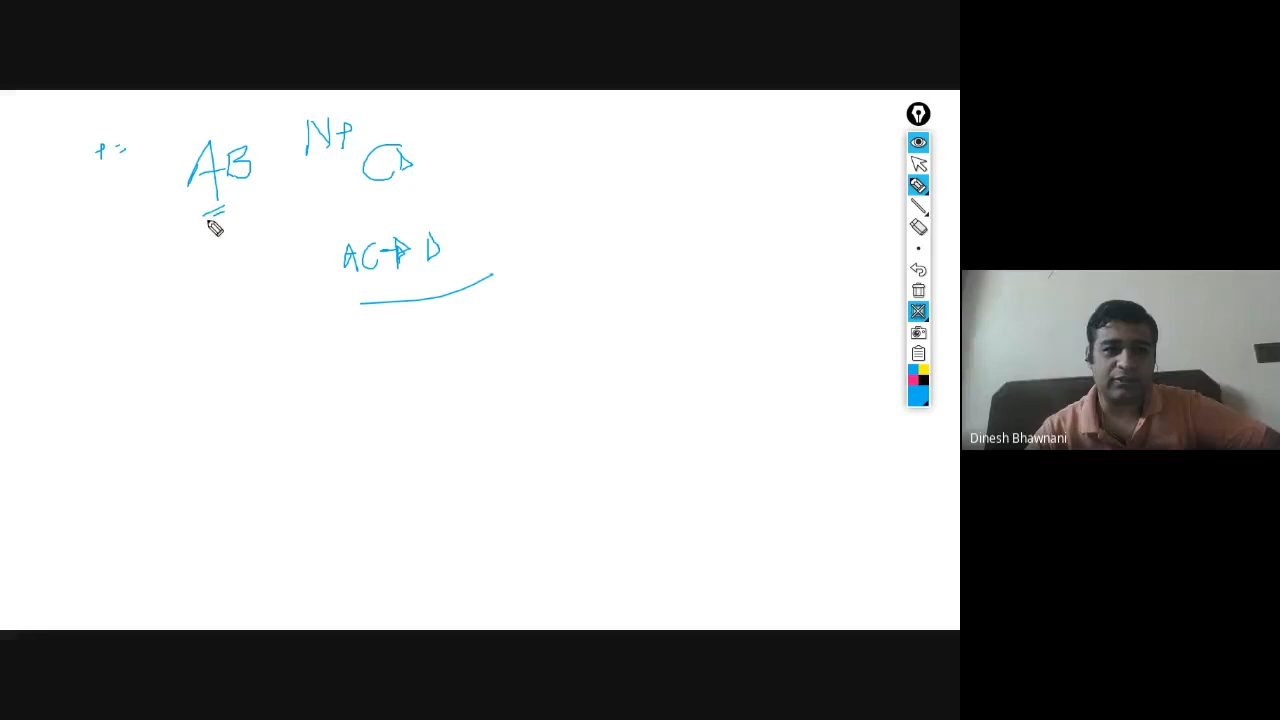 P = AB NP CD
AC → D
Dinesh Bhawnani